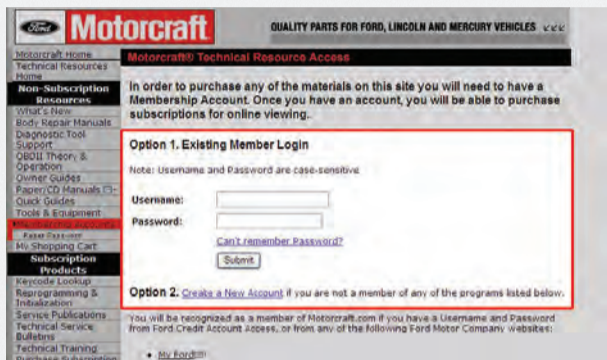 Ford
Motorcraft
QUALITY PARTS FOR FORD, LINCOLN AND MERCURY VEHICLES
Motorcraft Home
Technical Resources
Home
Non-Subscription
Resources
What's New
Body Repair Manuals
Diagnostic Tool
Support
OBDII Theory &
Operation
Owner Guides
Paper/CD Manuals
Quick Guides
Tools & Equipment
My Shopping Cart
Subscription
Products
Keycode Lookup
Reprogramming &
Initialization
Service Publications
Technical Service
Bulletins
Technical Training
Purchase Subscription
Motorcraft® Technical Resource Access
In order to purchase any of the materials on this site you will need to have a
Membership Account. Once you have an account, you will be able to purchase
subscriptions for online viewing.
Option 1. Existing Member Login
Note: Username and Password are case-sensitive
Username:
Password:
Can't remember Password?
Submit
Option 2. Create a New Account if you are not a member of any of the programs listed below.
You will be recognized as a member of Motorcraft.com if you have a Username and Password
from Ford Credit Account Access, or from any of the following Ford Motor Company websites:
• My Ford